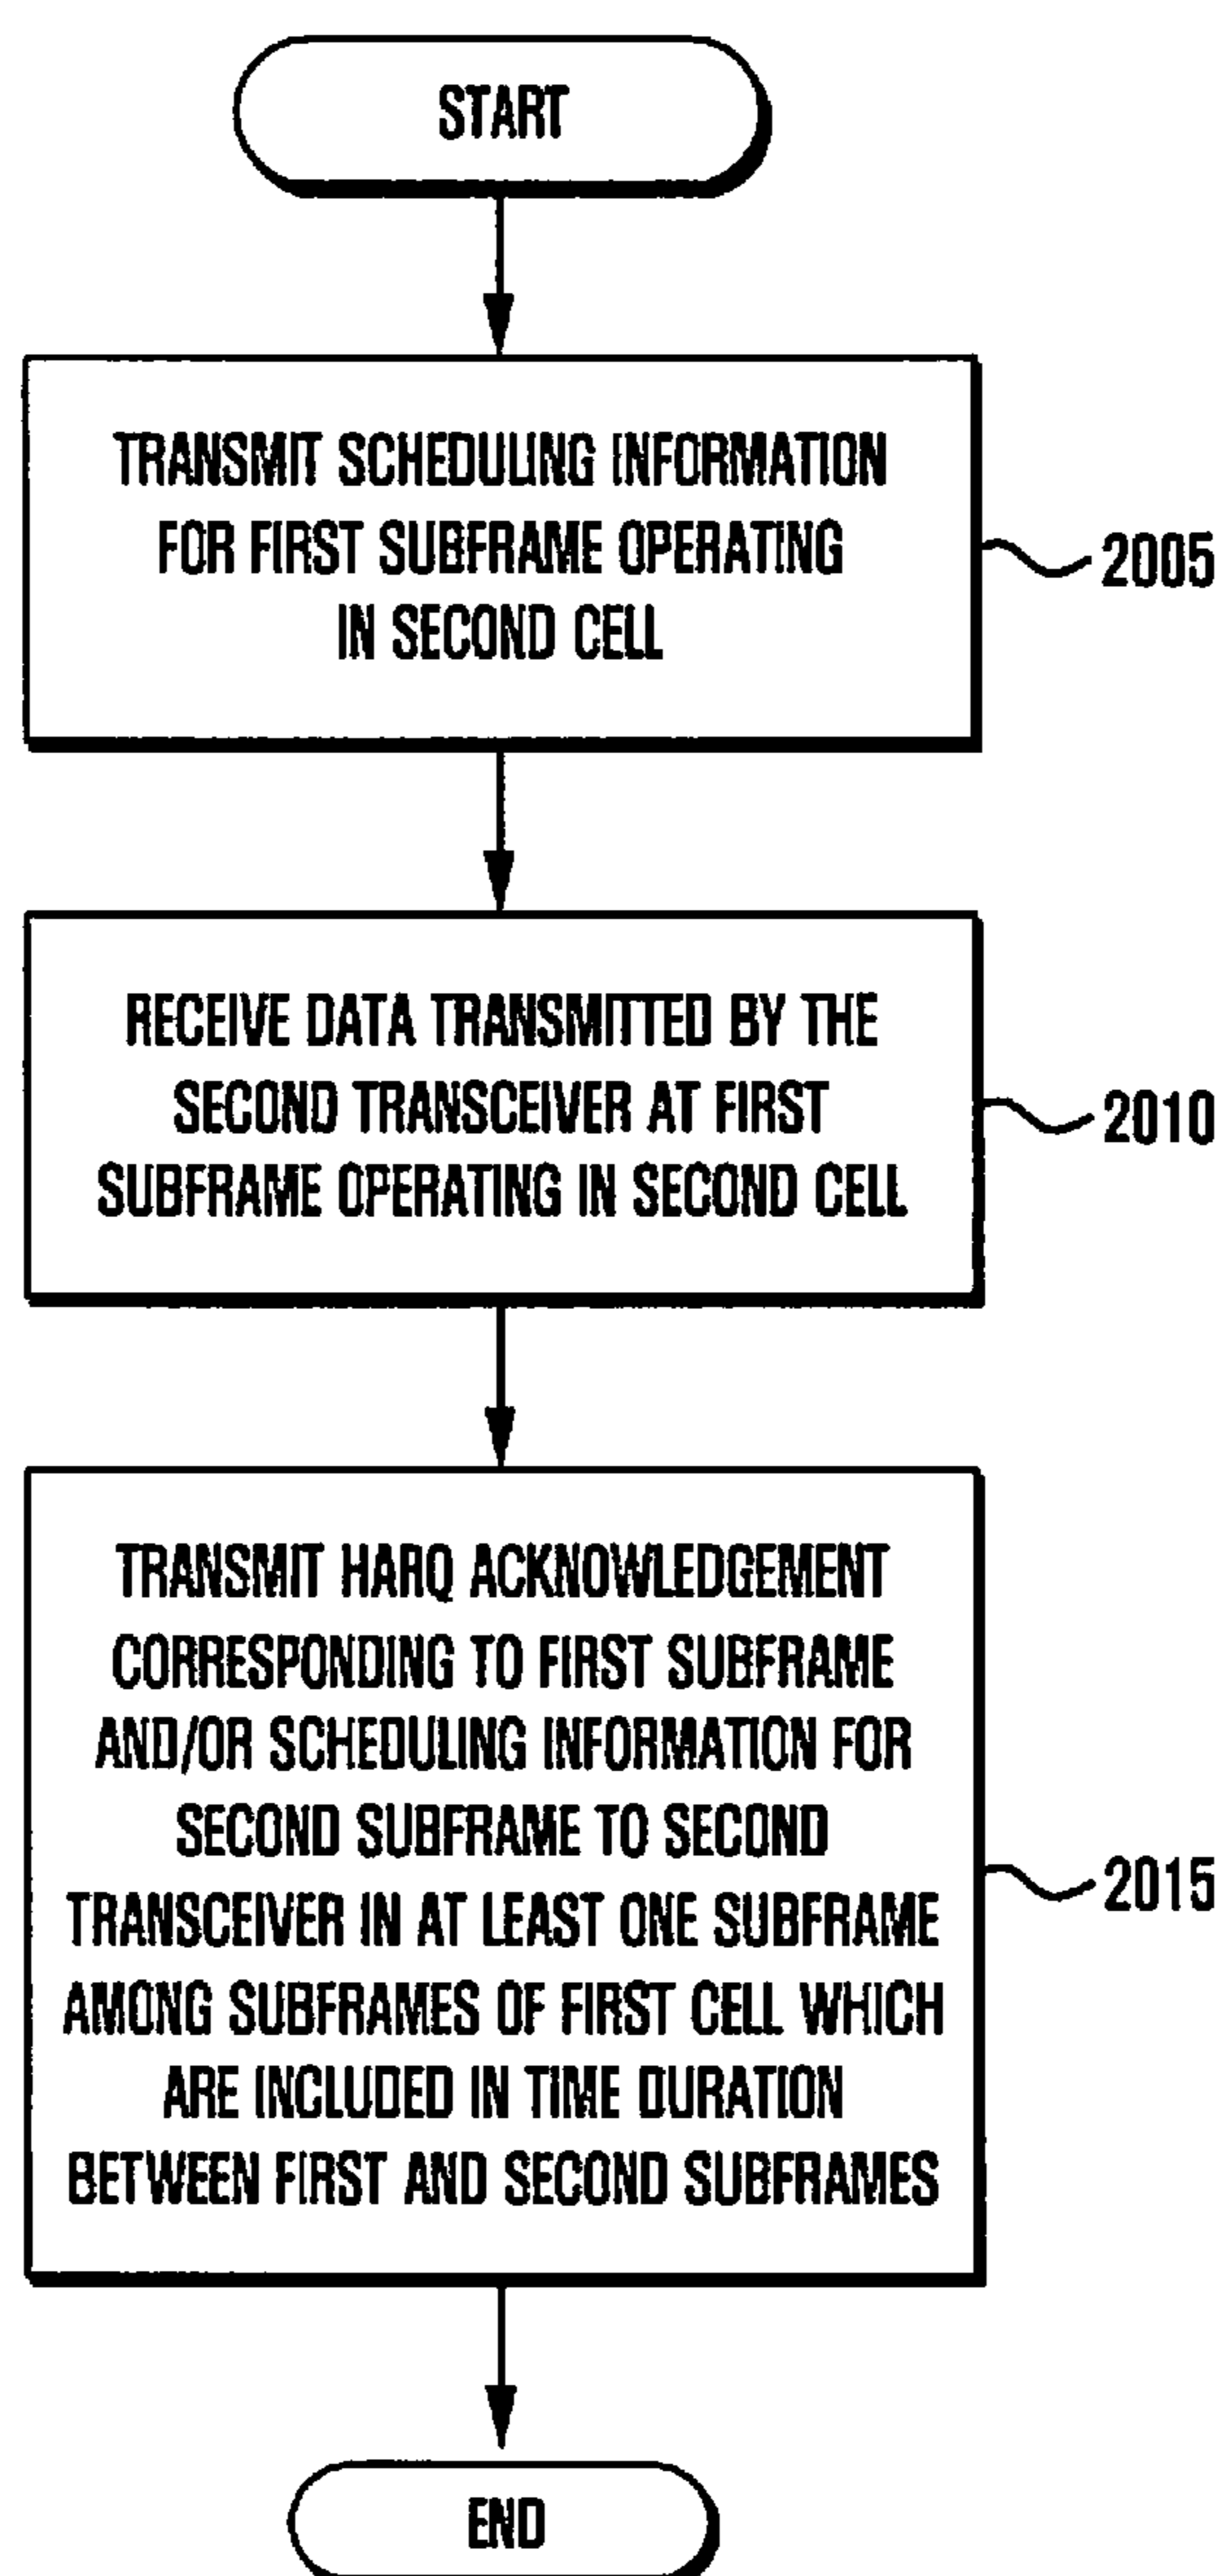 START
TRANSMIT SCHEDULING INFORMATION
FOR FIRST SUBFRAME OPERATING
IN SECOND CELL
2005
RECEIVE DATA TRANSMITTED BY THE
SECOND TRANSCEIVER AT FIRST
SUBFRAME OPERATING IN SECOND CELL
2010
TRANSMIT HARQ ACKNOWLEDGEMENT
CORRESPONDING TO FIRST SUBFRAME
AND/OR SCHEDULING INFORMATION FOR
SECOND SUBFRAME TO SECOND
TRANSCEIVER IN AT LEAST ONE SUBFRAME
AMONG SUBFRAMES OF FIRST CELL WHICH
ARE INCLUDED IN TIME DURATION
BETWEEN FIRST AND SECOND SUBFRAMES
2015
END